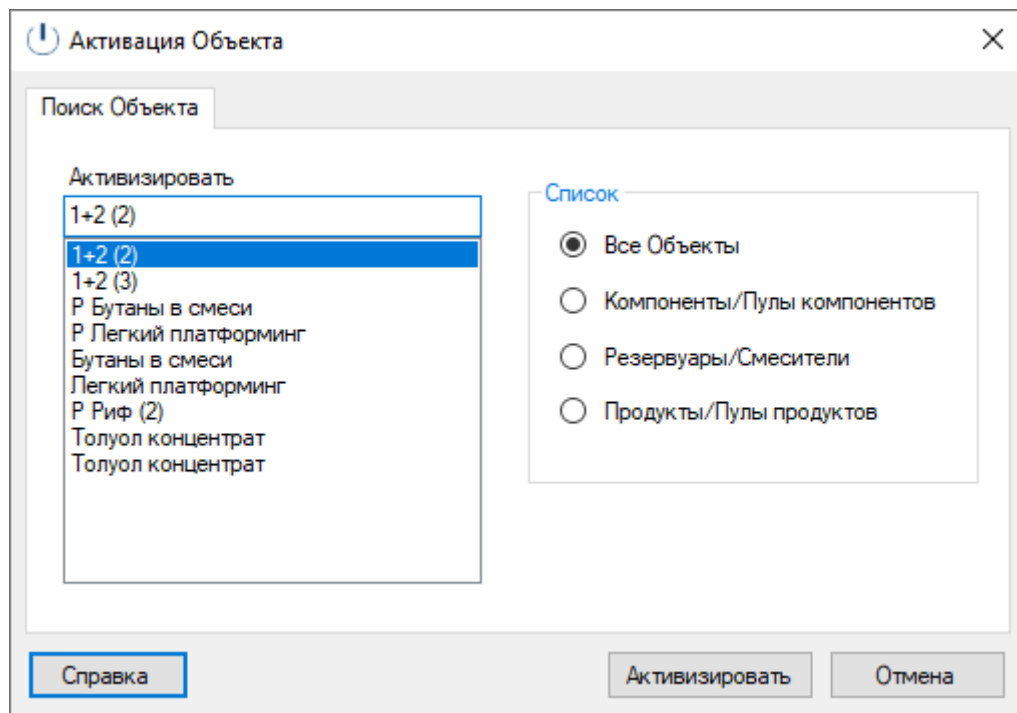 Активация Объекта
Поиск Объекта
Активизировать
1+2 (2)
1+2 (2)
1+2 (3)
Р Бутаны в смеси
Р Легкий платформинг
Бутаны в смеси
Легкий платформинг
Р Риф (2)
Толуол концентрат
Толуол концентрат
Список
Все Объекты
Компоненты/Пулы компонентов
Резервуары/Смесители
Продукты/Пулы продуктов
Справка
Активизировать
Отмена